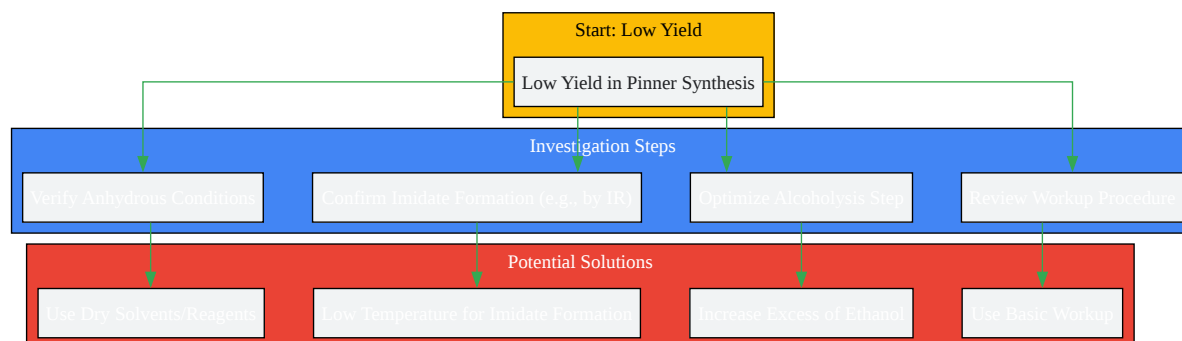 Start: Low Yield
Low Yield in Pinner Synthesis
Investigation Steps
Verify Anhydrous Conditions
Confirm Imidate Formation (e.g., by IR)
Optimize Alcoholysis Step
Review Workup Procedure
Potential Solutions
Use Dry Solvents/Reagents
Low Temperature for Imidate Formation
Increase Excess of Ethanol
Use Basic Workup